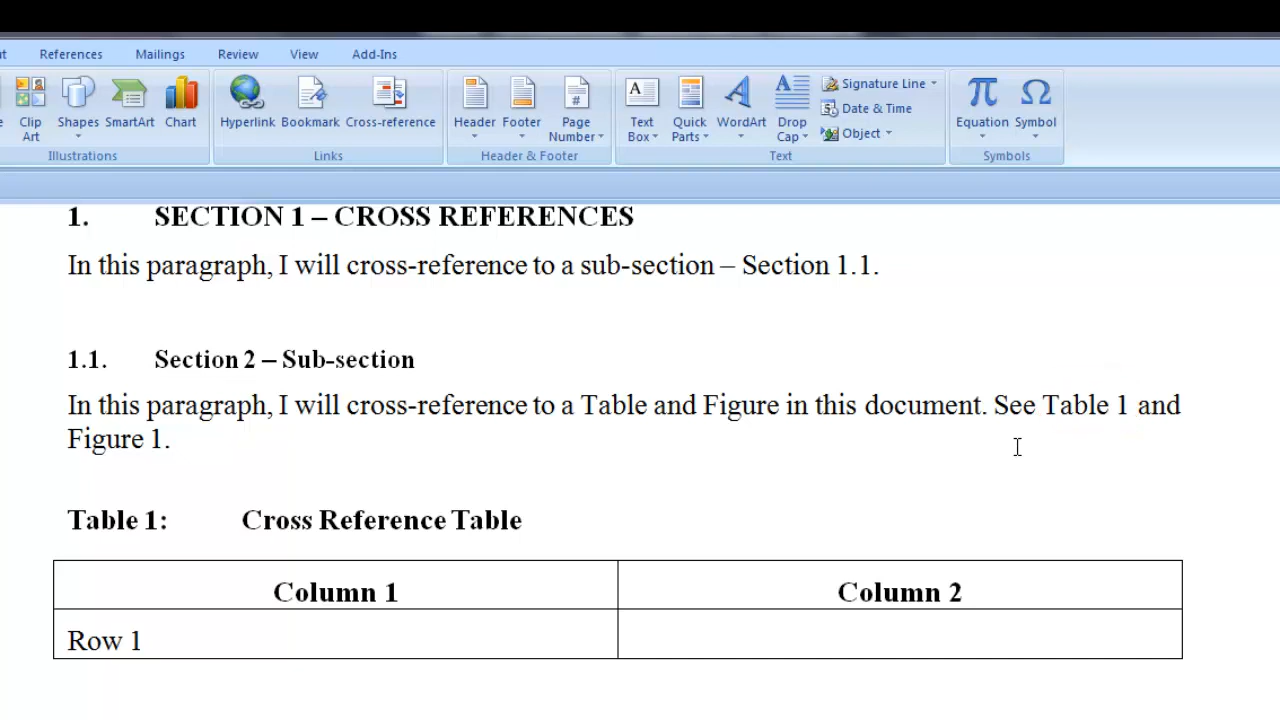 References Mailings Review View Add-Ins
Clip Art Shapes SmartArt Chart Hyperlink Bookmark Cross-reference Header Footer Page Number Text Box Quick Parts WordArt Drop Cap Signature Line Date & Time Object Equation Symbol
Illustrations Links Header & Footer Text Symbols
1. SECTION 1 – CROSS REFERENCES
In this paragraph, I will cross-reference to a sub-section – Section 1.1.
1.1. Section 2 – Sub-section
In this paragraph, I will cross-reference to a Table and Figure in this document. See Table 1 and
Figure 1.
Table 1: Cross Reference Table
Column 1 Column 2
Row 1